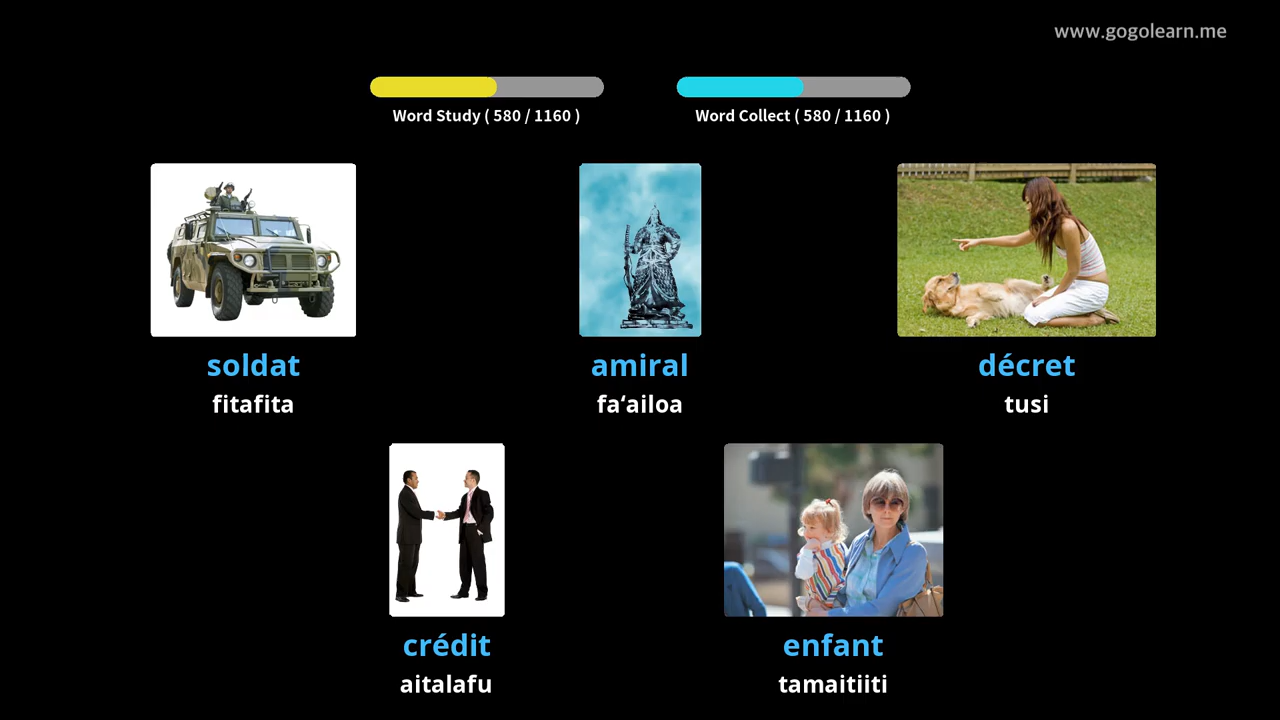 www.gogolearn.me
Word Study ( 580 / 1160 )
Word Collect ( 580 / 1160 )
soldat
fitafita
amiral
fa‘ailoa
décret
tusi
crédit
aitalafu
enfant
tamaitiiti